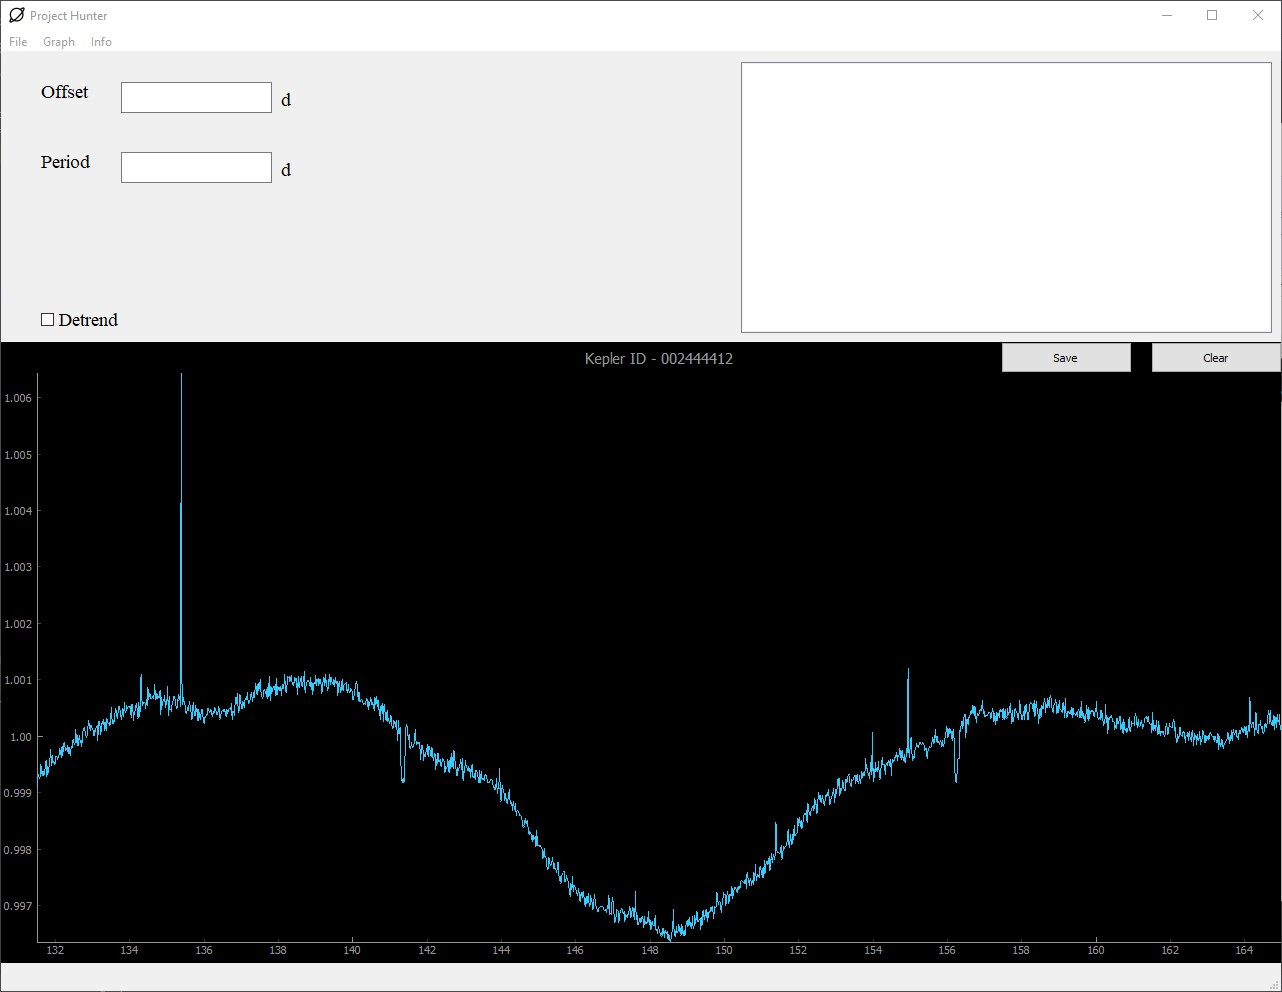 Project Hunter
File Graph Info
Offset d
Period d
Detrend
Kepler ID - 002444412
Save Clear
1.006
1.005
1.004
1.003
1.002
1.001
1.00
0.999
0.998
0.997
132 134 136 138 140 142 144 146 148 150 152 154 156 158 160 162 164